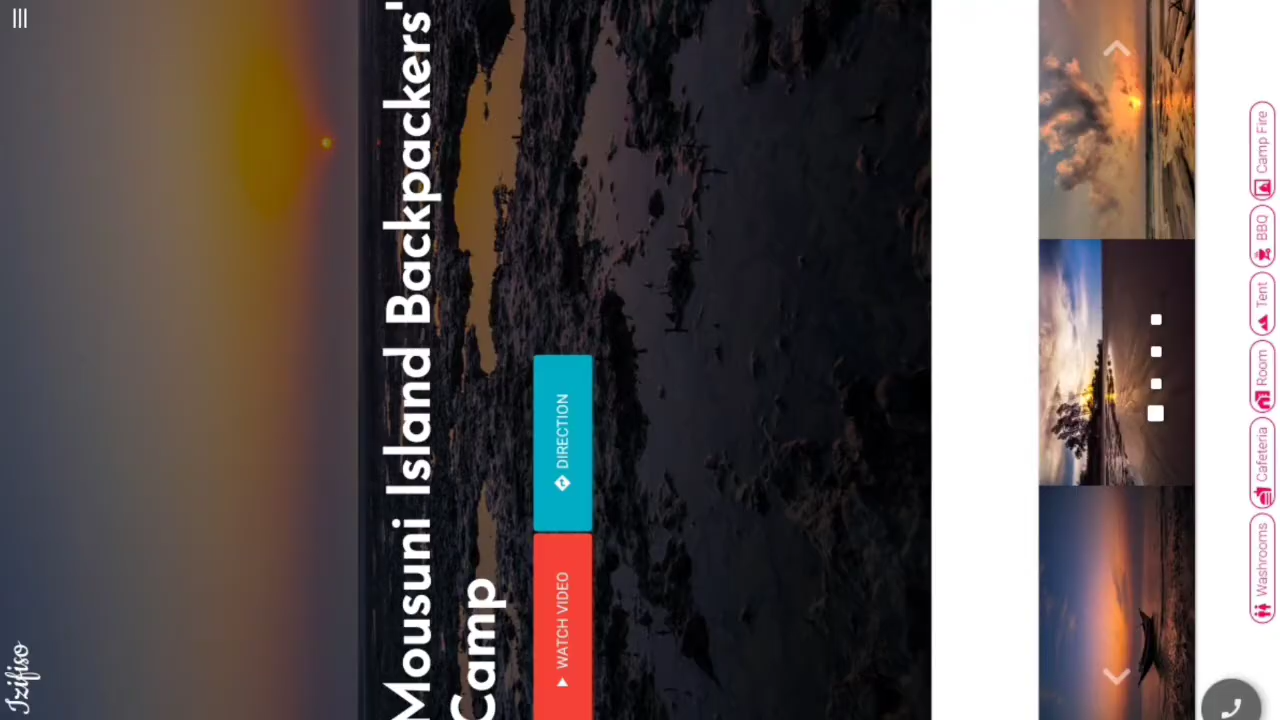 Izifiso
Mousuni Island Backpackers'
Camp
WATCH VIDEO
DIRECTION
Washrooms
Cafeteria
Room
Tent
BBQ
Camp Fire